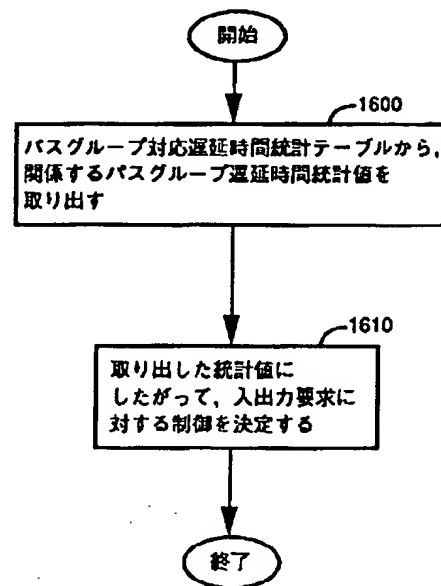 開始
1600
パスグループ対応遅延時間統計テーブルから,
関係するパスグループ遅延時間統計値を
取り出す
1610
取り出した統計値に
したがって, 入出力要求に
対する制御を決定する
終了